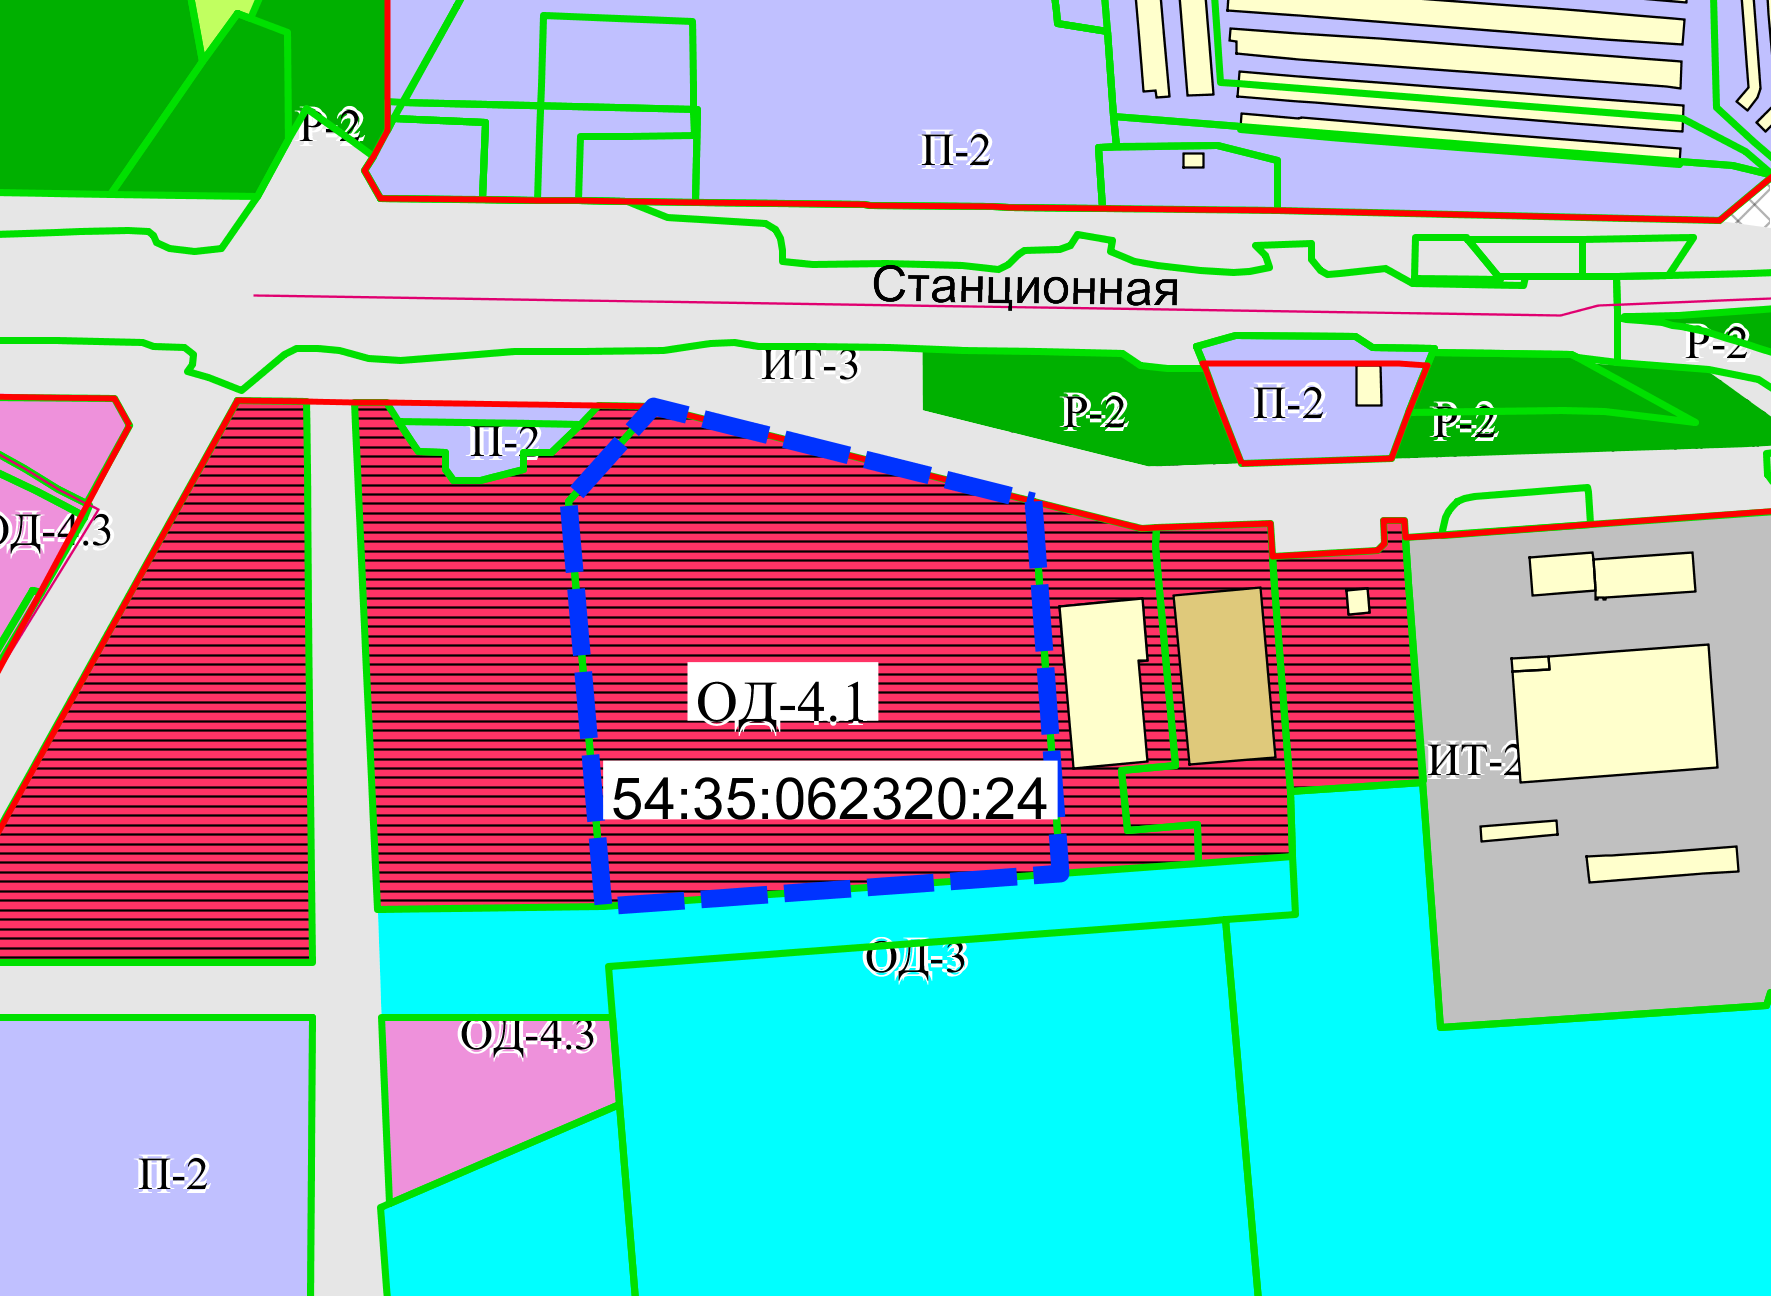 Р-2
П-2
Станционная
ИТ-3
Р-2
П-2
Р-2
Р-2
П-2
ОД-4.3
ОД-4.1
ИТ-2
54:35:062320:24
ОД-3
ОД-4.3
П-2